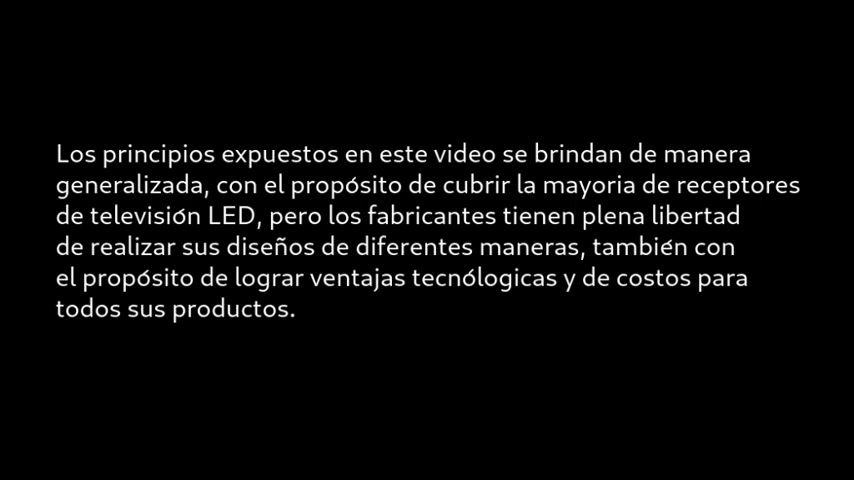 Los principios expuestos en este video se brindan de manera
generalizada, con el propósito de cubrir la mayoria de receptores
de televisión LED, pero los fabricantes tienen plena libertad
de realizar sus diseños de diferentes maneras, también con
el propósito de lograr ventajas tecnólogicas y de costos para
todos sus productos.